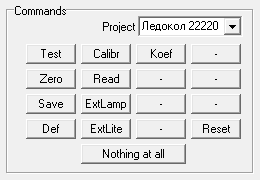 Commands
Project Ледокол 22220
Test Calibr Koef -
Zero Read - -
Save ExtLamp - -
Def ExtLite - Reset
Nothing at all